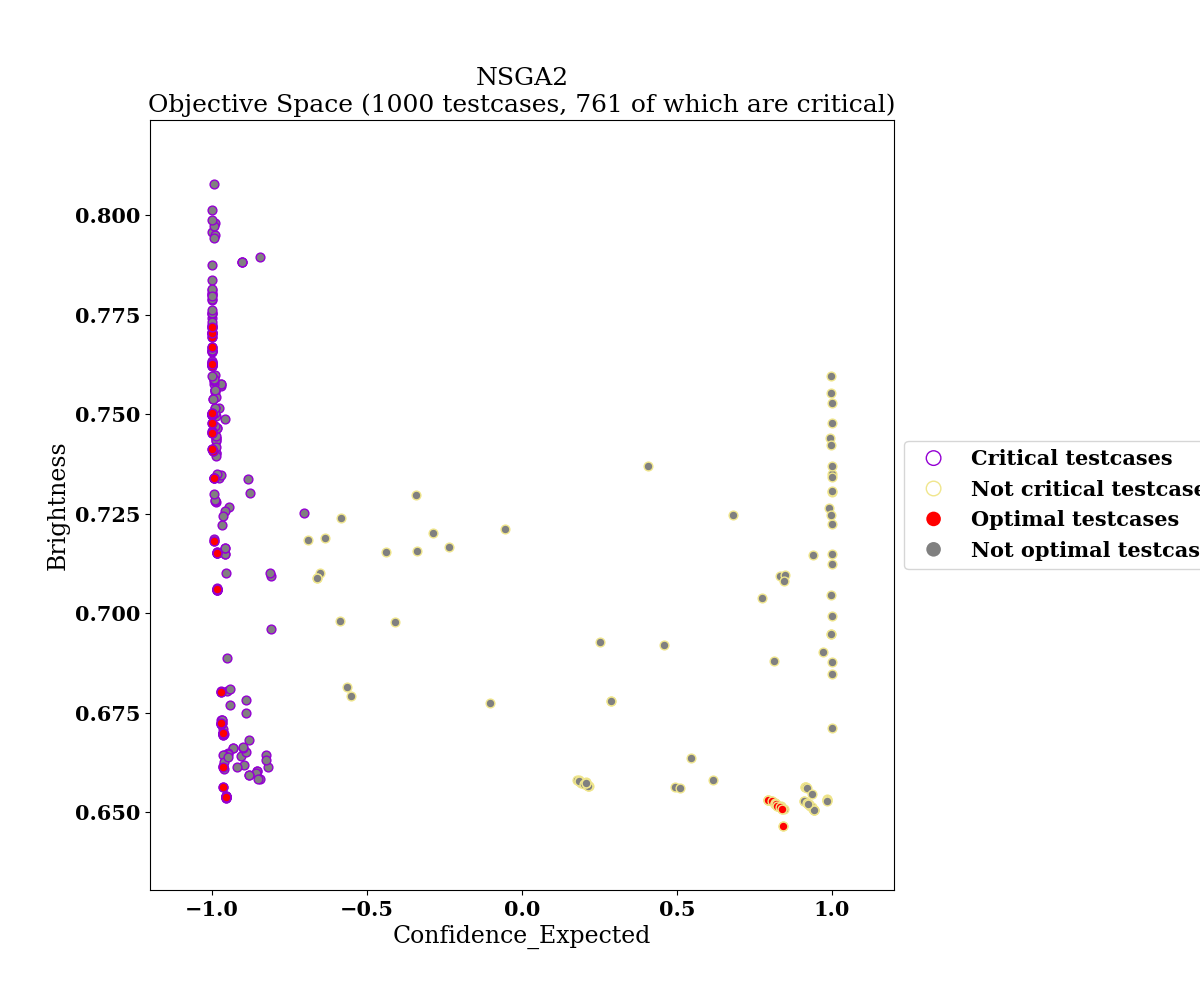 NSGA2
Objective Space (1000 testcases, 761 of which are critical)
0.800
0.775
0.750
0.725
0.700
0.675
0.650
Brightness
−1.0
−0.5
0.0
0.5
1.0
Confidence_Expected
Critical testcases
Not critical testcase
Optimal testcases
Not optimal testcas